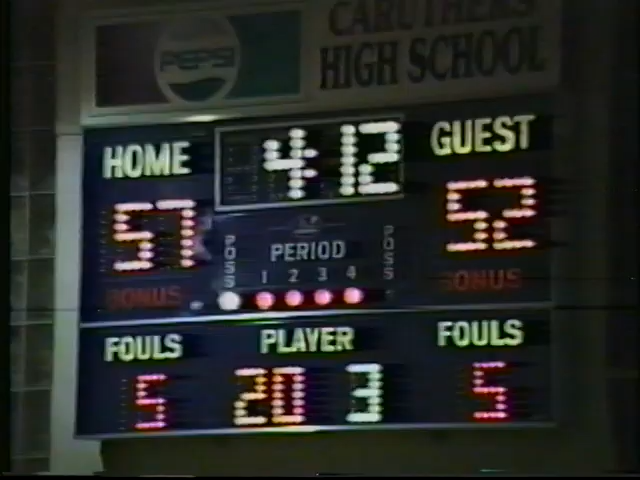 PEPSI
CARUTHERS
HIGH SCHOOL
HOME 4:12 GUEST
57 52
POSS PERIOD POSS
1 2 3 4
BONUS BONUS
FOULS PLAYER FOULS
5 20 3 5